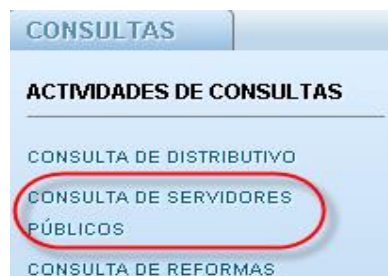 CONSULTAS
ACTIVIDADES DE CONSULTAS
CONSULTA DE DISTRIBUTIVO
CONSULTA DE SERVIDORES
PÚBLICOS
CONSULTA DE REFORMAS